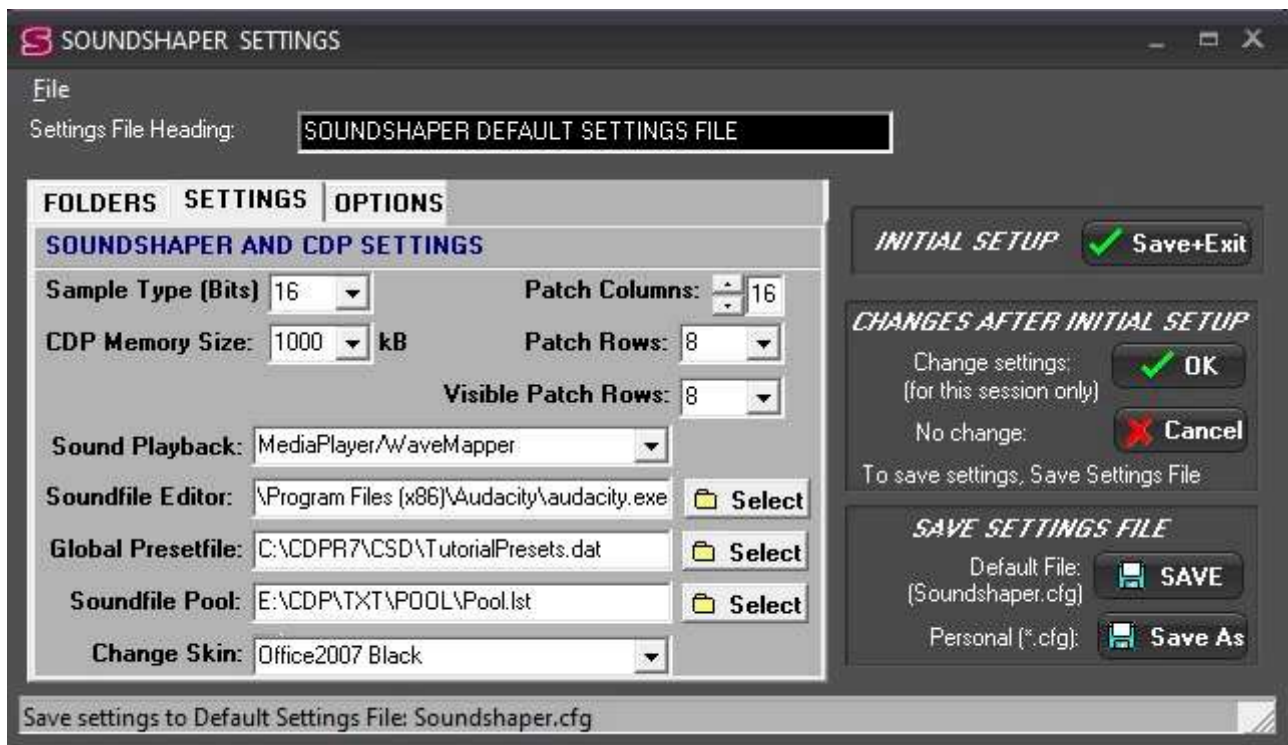 SOUNDSHAPER SETTINGS
File
Settings File Heading: SOUNDSHAPER DEFAULT SETTINGS FILE
FOLDERS SETTINGS OPTIONS
SOUNDSHAPER AND CDP SETTINGS
Sample Type (Bits) 16 Patch Columns: 16
CDP Memory Size: 1000 kB Patch Rows: 8
Visible Patch Rows: 8
Sound Playback: MediaPlayer/WaveMapper
Soundfile Editor: \Program Files (x86)\Audacity\audacity.exe Select
Global Presetfile: C:\CDPR7\CSD\TutorialPresets.dat Select
Soundfile Pool: E:\CDP\TXT\POOL\Pool.lst Select
Change Skin: Office2007 Black
INITIAL SETUP Save+Exit
CHANGES AFTER INITIAL SETUP
Change settings: OK
(for this session only)
No change: Cancel
To save settings, Save Settings File
SAVE SETTINGS FILE
Default File: SAVE
(Soundshaper.cfg)
Personal (*.cfg): Save As
Save settings to Default Settings File: Soundshaper.cfg